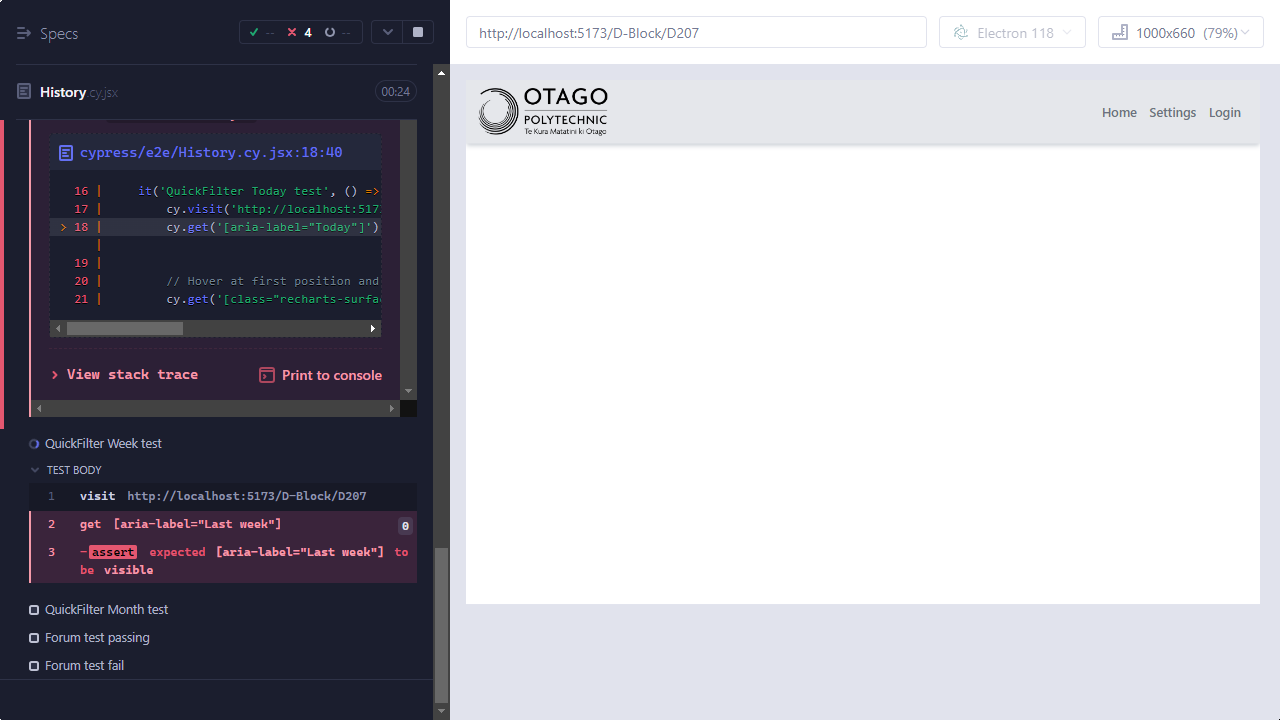 Specs
-- 4 --
http://localhost:5173/D-Block/D207
Electron 118
1000x660 (79%)
History.cy.jsx
00:24
OTAGO
POLYTECHNIC
Te Kura Matatini ki Otago
Home Settings Login
cypress/e2e/History.cy.jsx:18:40
16 | it('QuickFilter Today test', () =>
17 | cy.visit('http://localhost:517
> 18 | cy.get('[aria-label="Today"]')
|
19 |
20 | // Hover at first position and
21 | cy.get('[class="recharts-surfa
> View stack trace
Print to console
QuickFilter Week test
TEST BODY
1 visit http://localhost:5173/D-Block/D207
2 get [aria-label="Last week"] 0
3 -assert expected [aria-label="Last week"] to
be visible
QuickFilter Month test
Forum test passing
Forum test fail